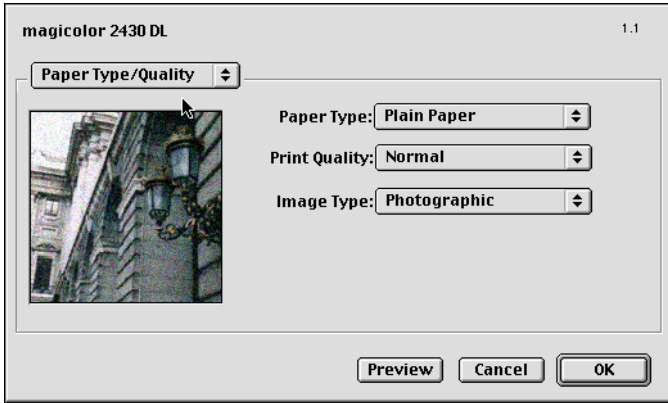 magicolor 2430 DL
1.1
Paper Type/Quality
Paper Type: Plain Paper
Print Quality: Normal
Image Type: Photographic
Preview Cancel OK